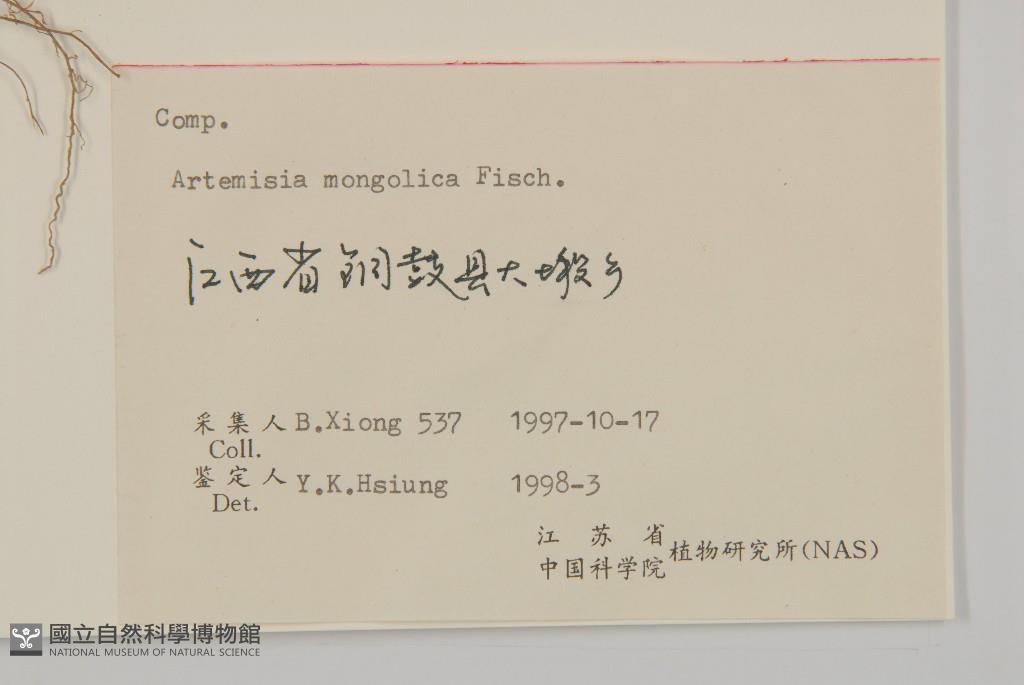 Comp.
Artemisia mongolica Fisch.
江西省铜鼓县大塅乡
采集人 B.Xiong 537 1997-10-17
Coll.
鉴定人 Y.K.Hsiung 1998-3
Det.
江苏省
中国科学院 植物研究所(NAS)
國立自然科學博物館
NATIONAL MUSEUM OF NATURAL SCIENCE